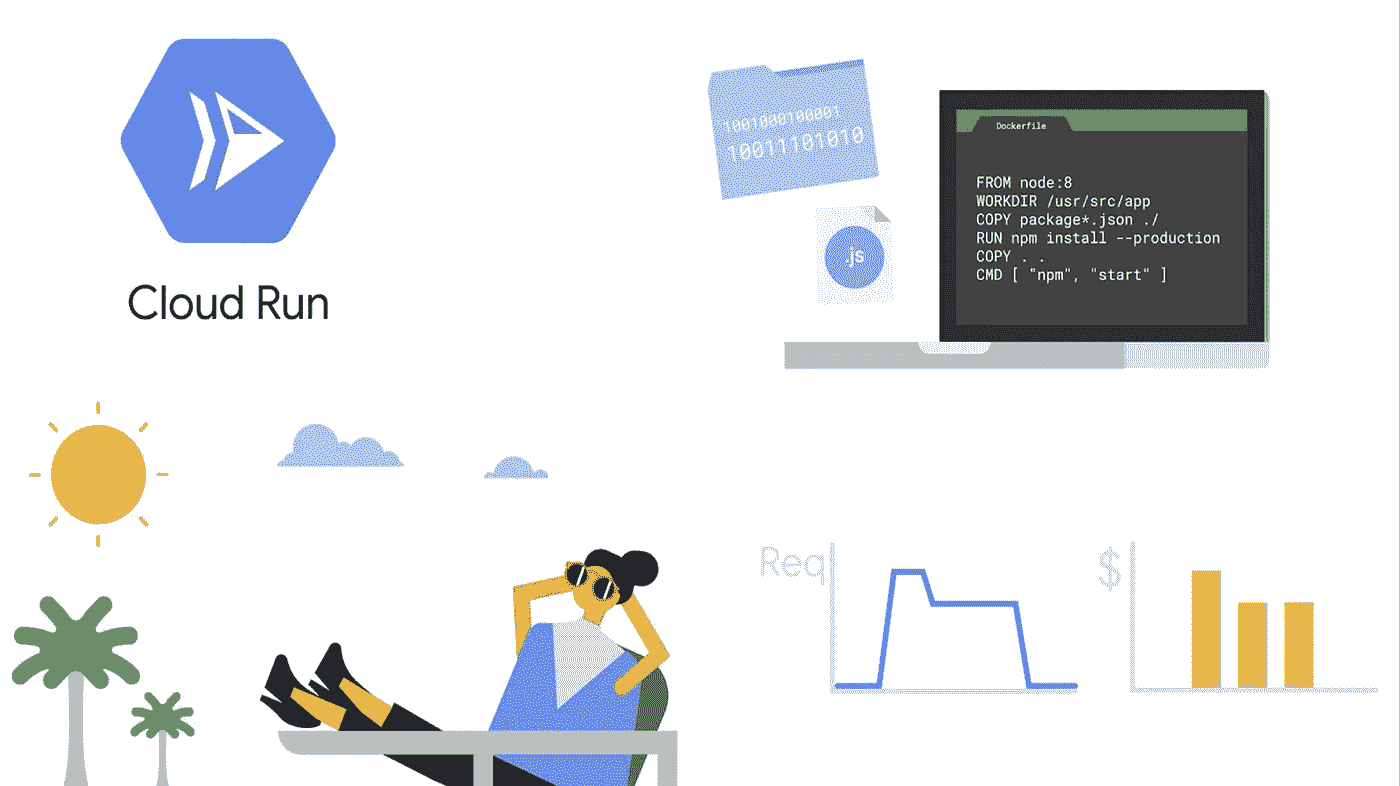 Cloud Run
1001000100001
10011101010
.js
Dockerfile
FROM node:8
WORKDIR /usr/src/app
COPY package*.json ./
RUN npm install --production
COPY . .
CMD [ "npm", "start" ]
Req
$